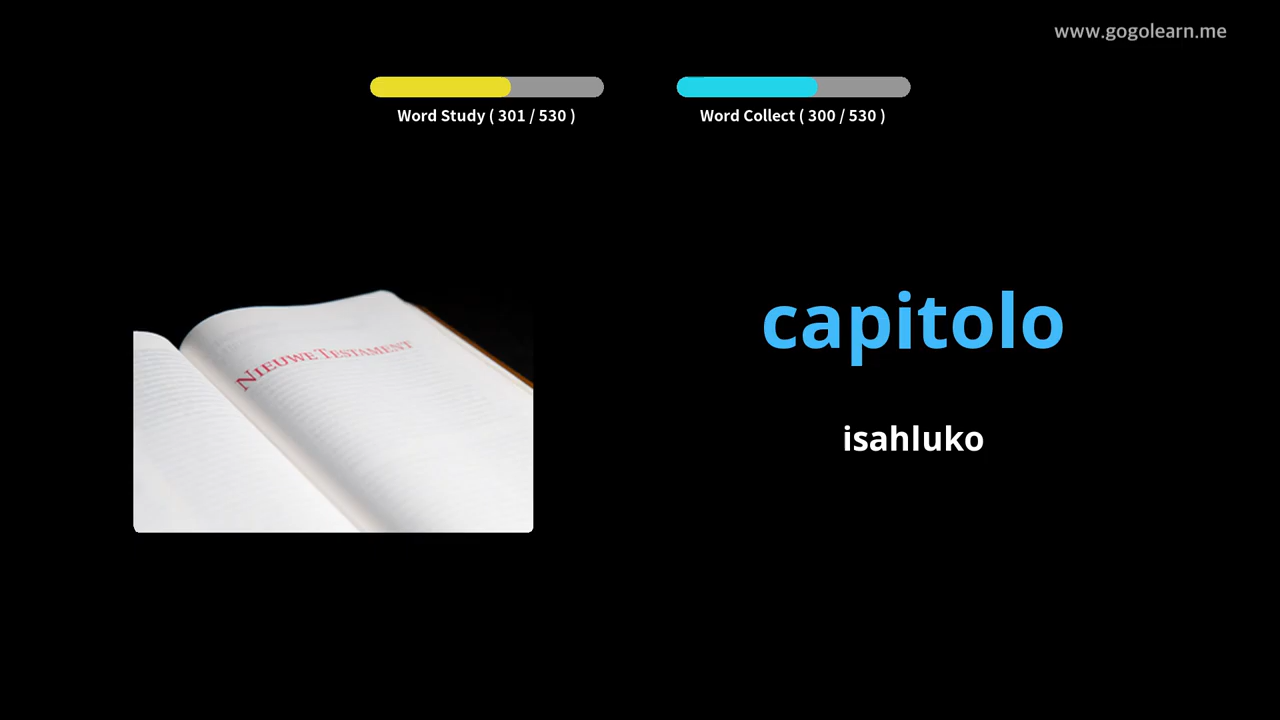 www.gogolearn.me
Word Study ( 301 / 530 )
Word Collect ( 300 / 530 )
capitolo
isahluko
NIEUWE TESTAMENT